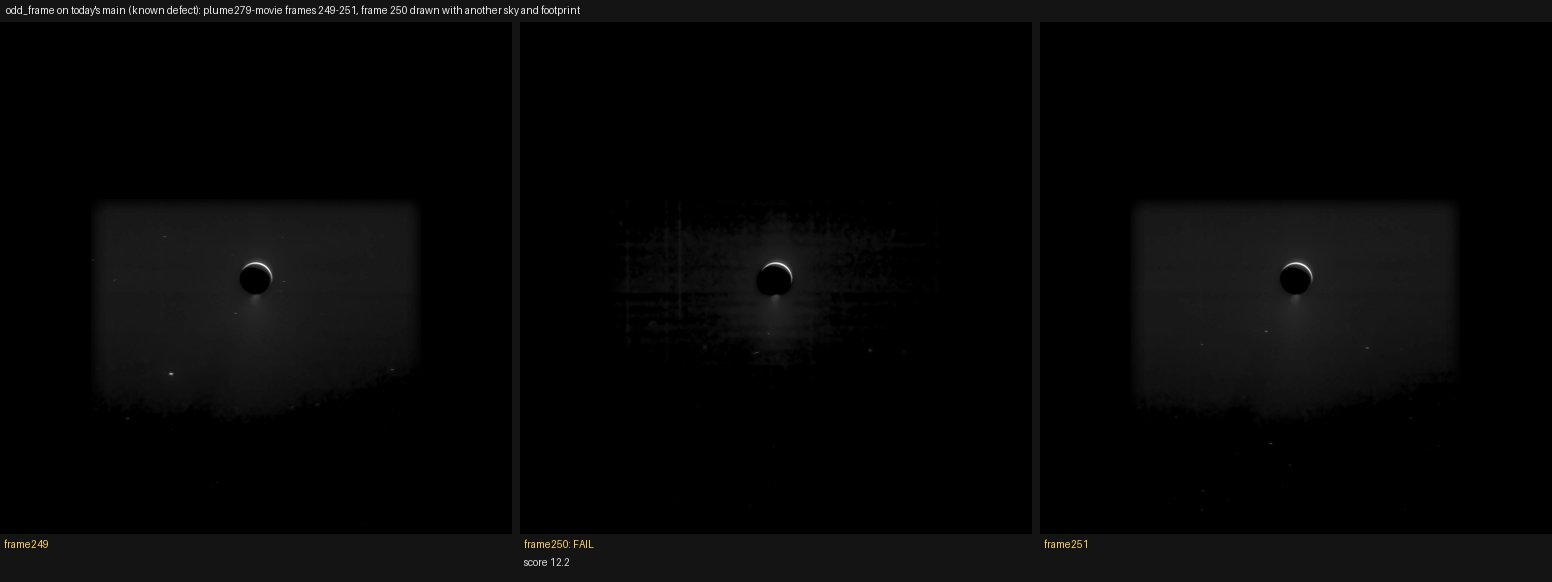 odd_frame on today's main (known defect): plume279-movie frames 249-251, frame 250 drawn with another sky and footprint
frame249
frame250: FAIL
frame251
score 12.2